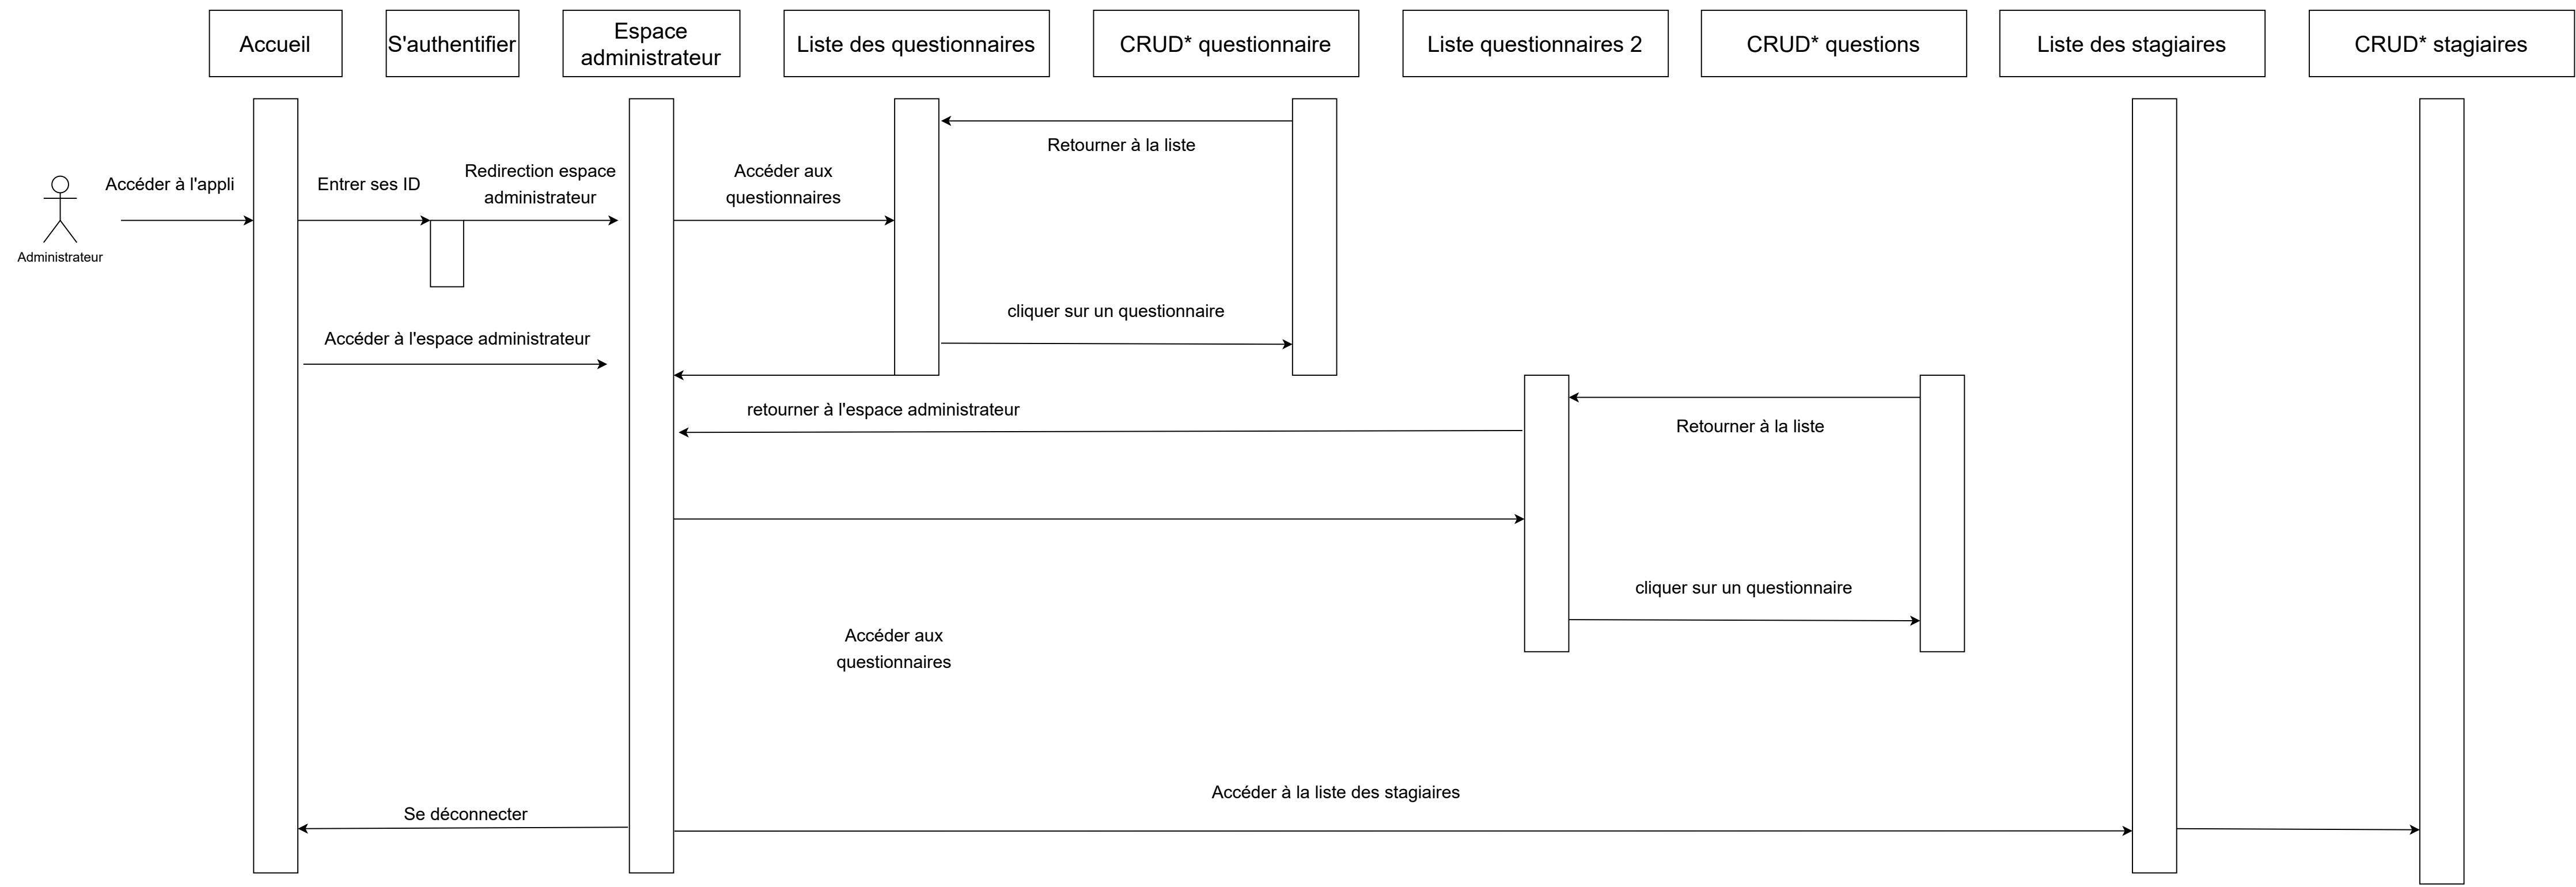 Accueil
S'authentifier
Espace
administrateur
Liste des questionnaires
CRUD* questionnaire
Liste questionnaires 2
CRUD* questions
Liste des stagiaires
CRUD* stagiaires
Retourner à la liste
Accéder à l'appli
Entrer ses ID
Redirection espace
administrateur
Accéder aux
questionnaires
Administrateur
cliquer sur un questionnaire
Accéder à l'espace administrateur
retourner à l'espace administrateur
Retourner à la liste
cliquer sur un questionnaire
Accéder aux
questionnaires
Accéder à la liste des stagiaires
Se déconnecter